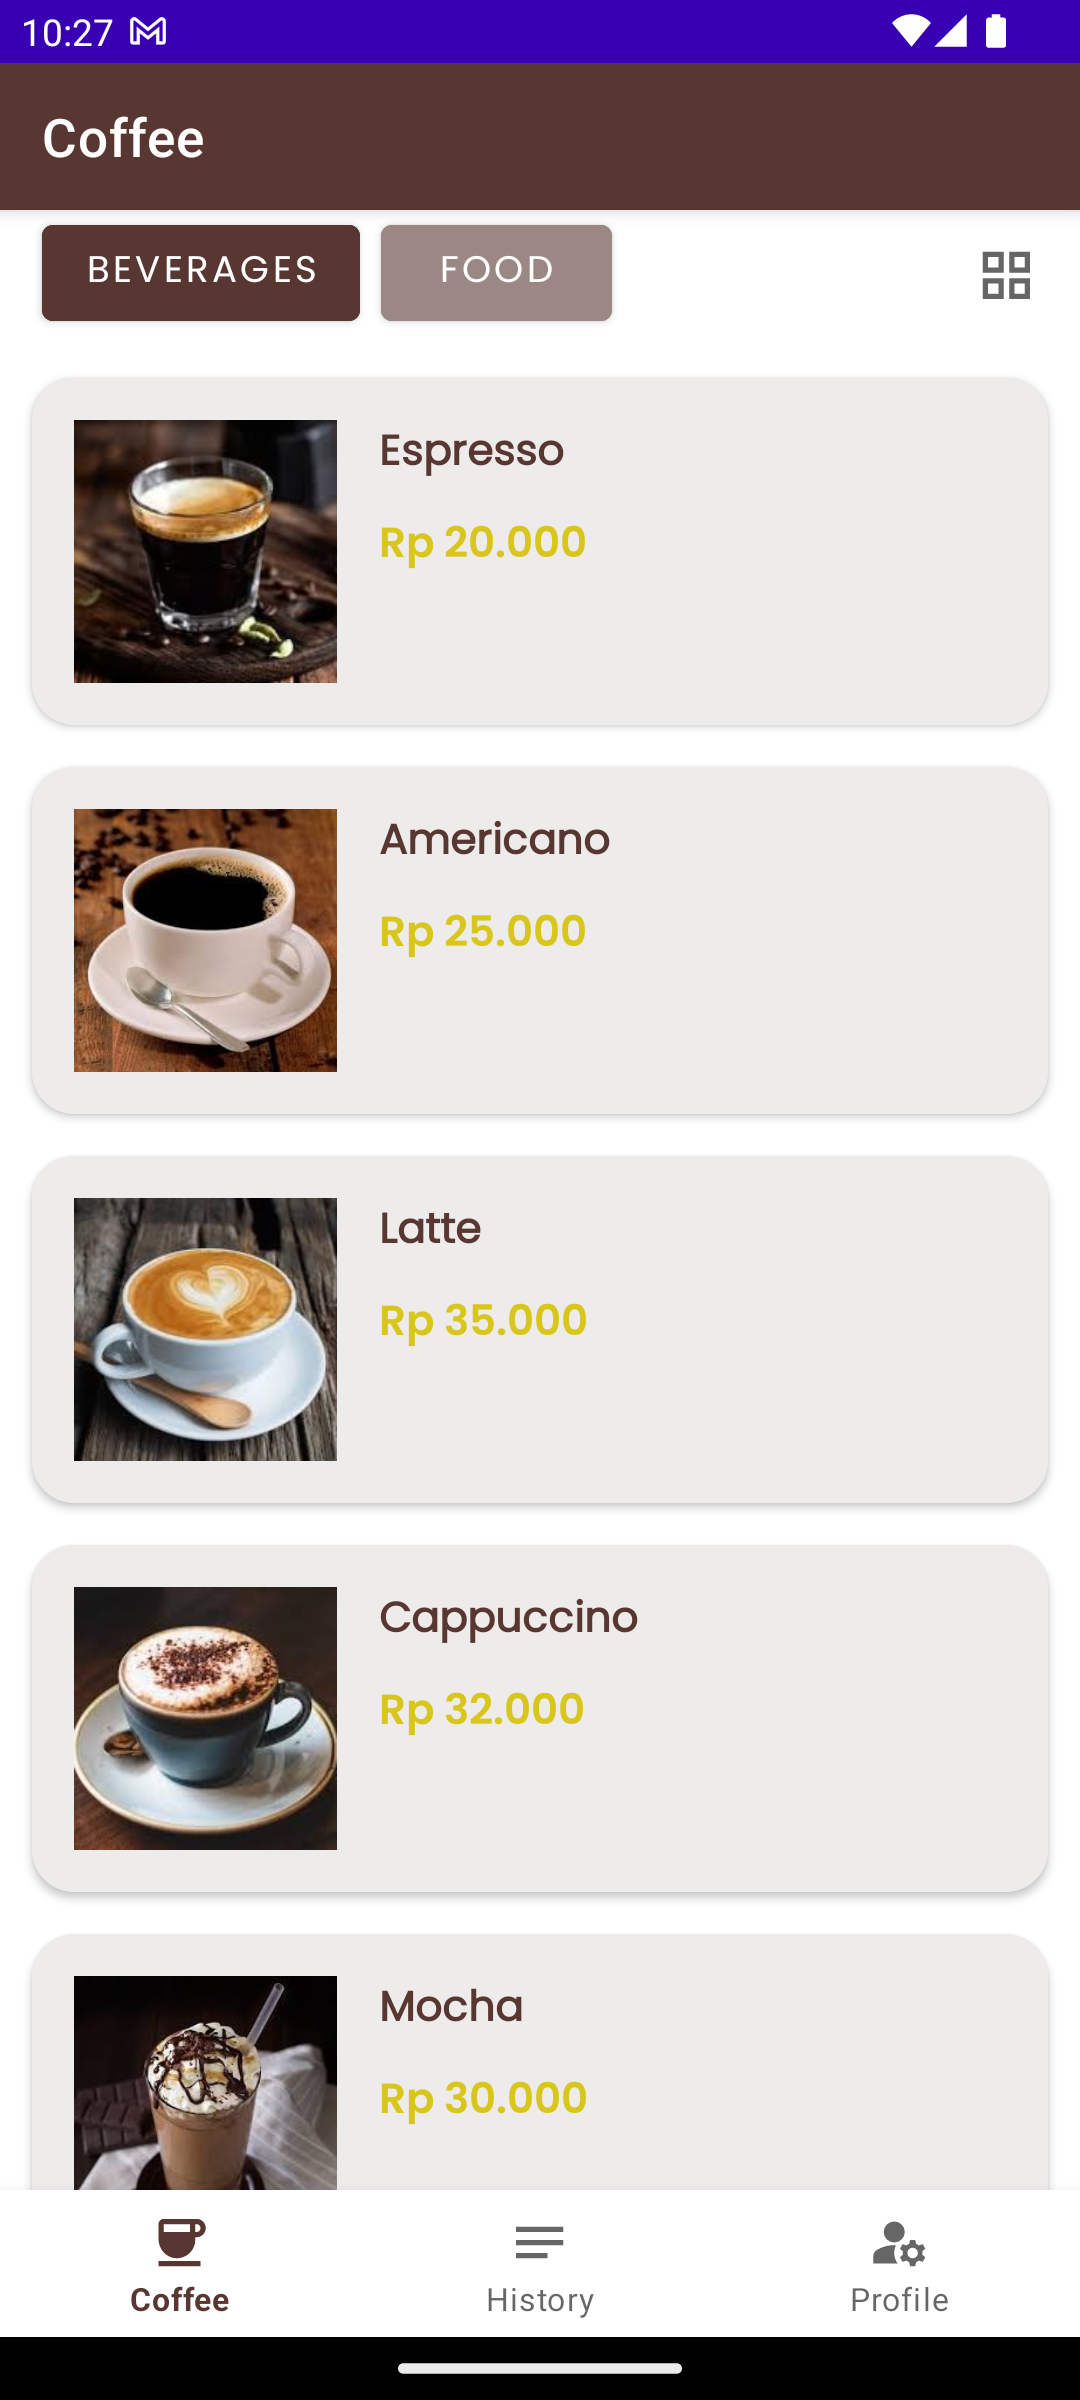 10:27
Coffee
BEVERAGES FOOD
Espresso
Rp 20.000
Americano
Rp 25.000
Latte
Rp 35.000
Cappuccino
Rp 32.000
Mocha
Rp 30.000
Coffee History Profile